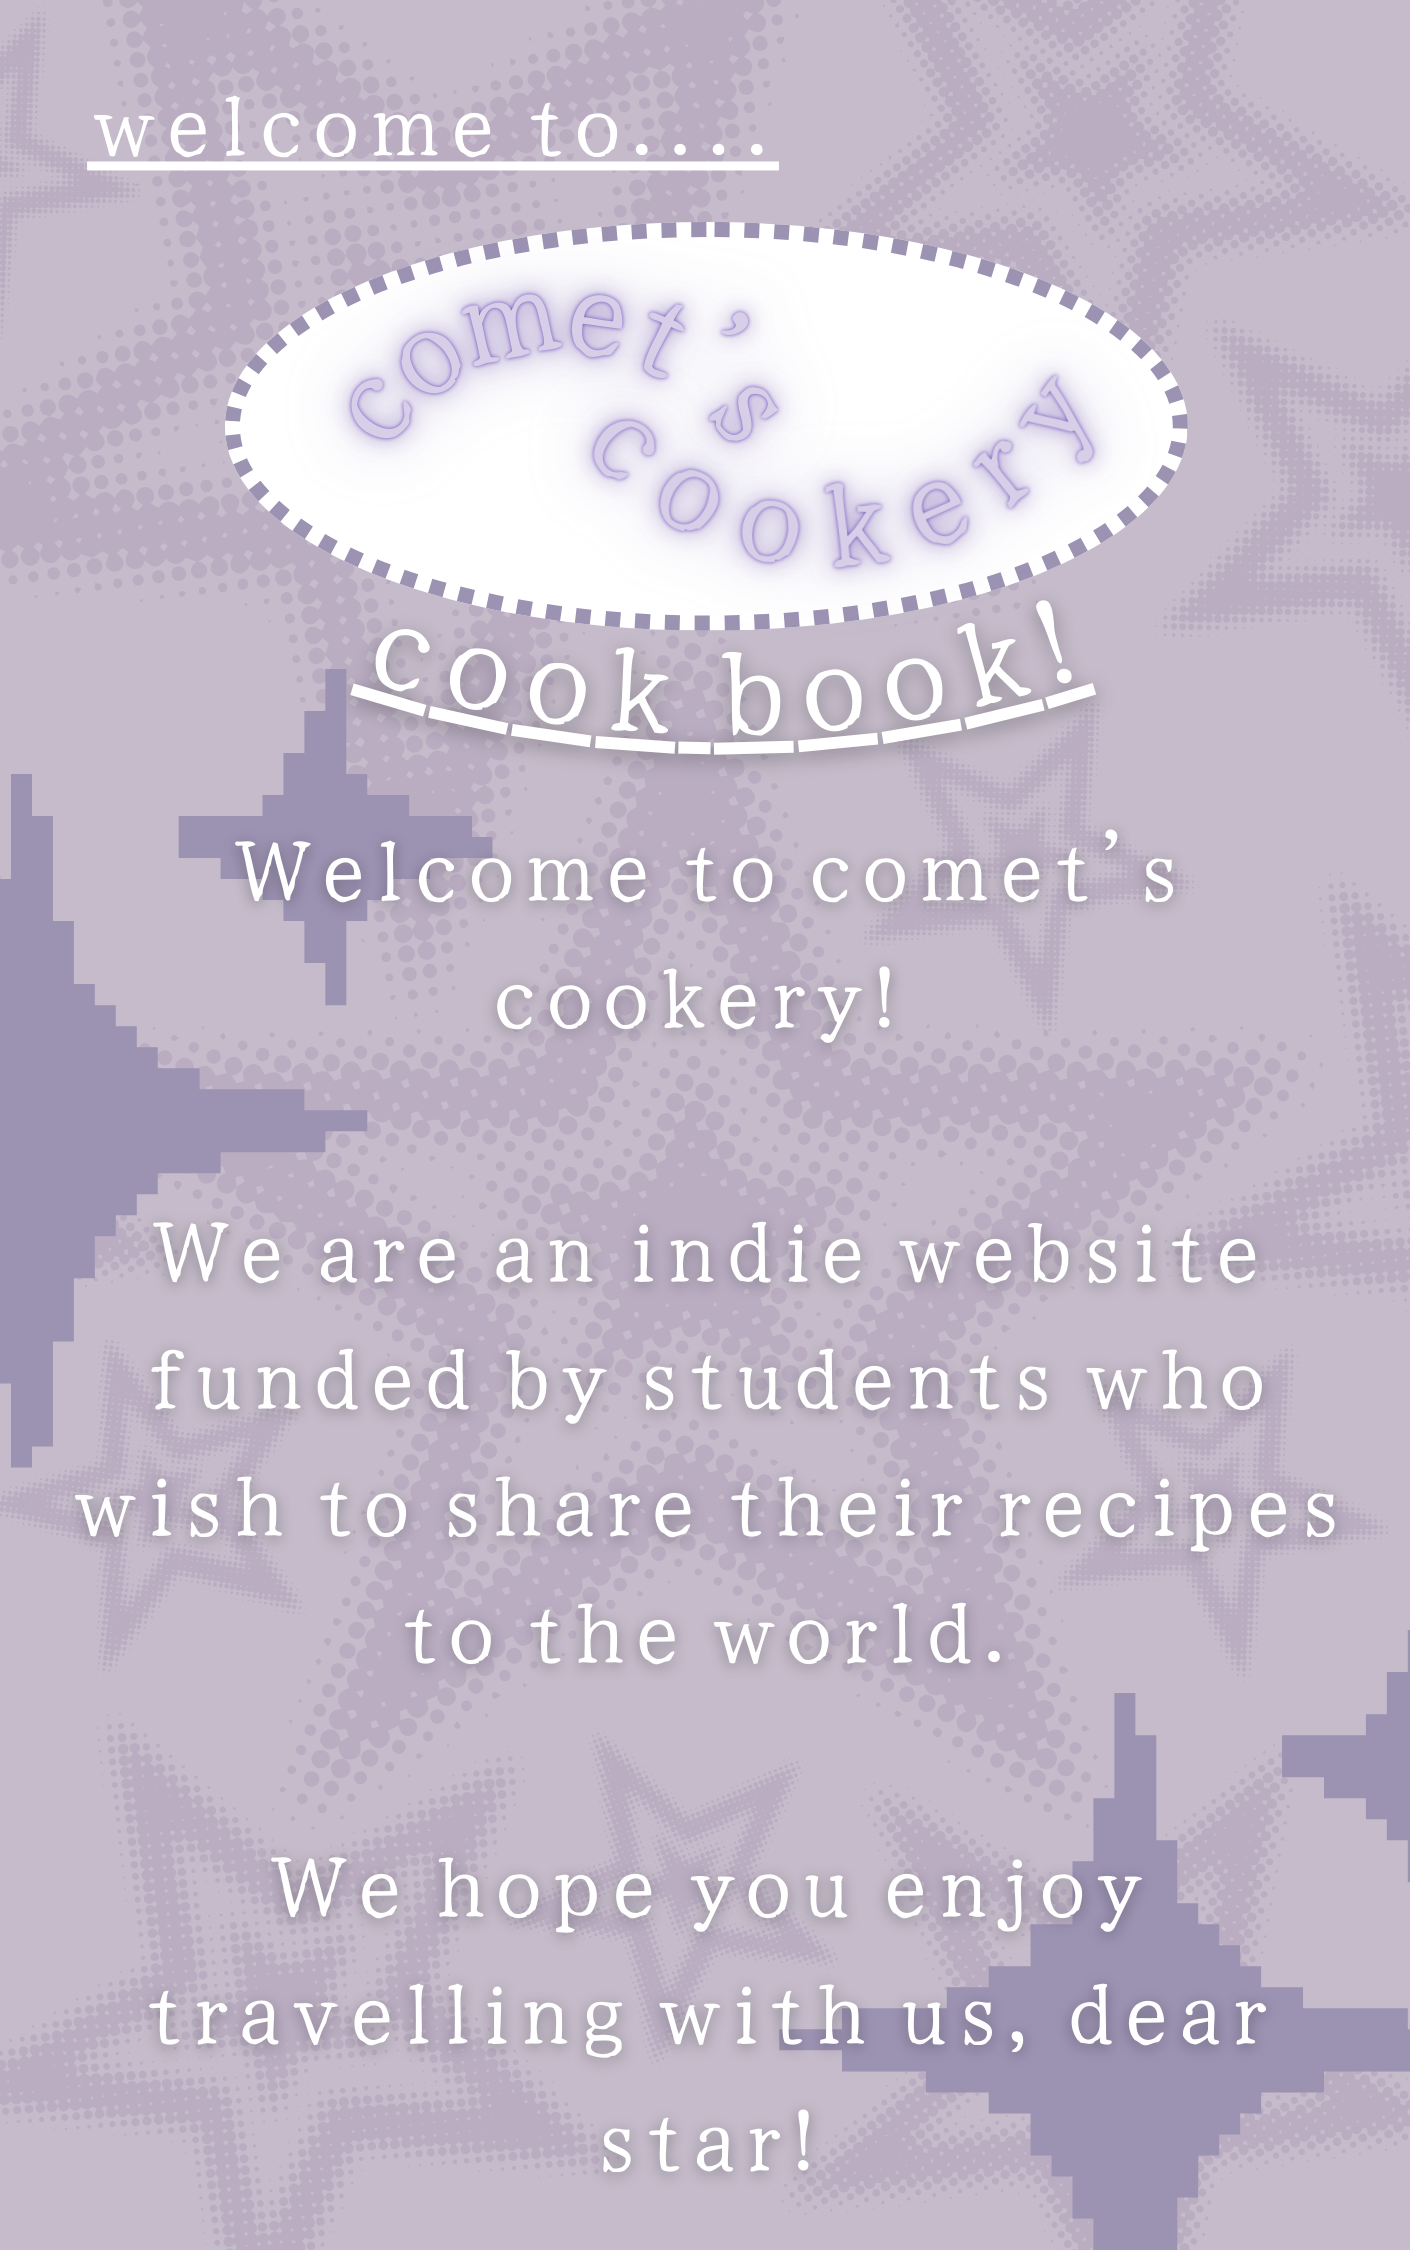 welcome to....
comet's
cookery
cook book!
Welcome to comet's
cookery!
We are an indie website
funded by students who
wish to share their recipes
to the world.
We hope you enjoy
travelling with us, dear
star!